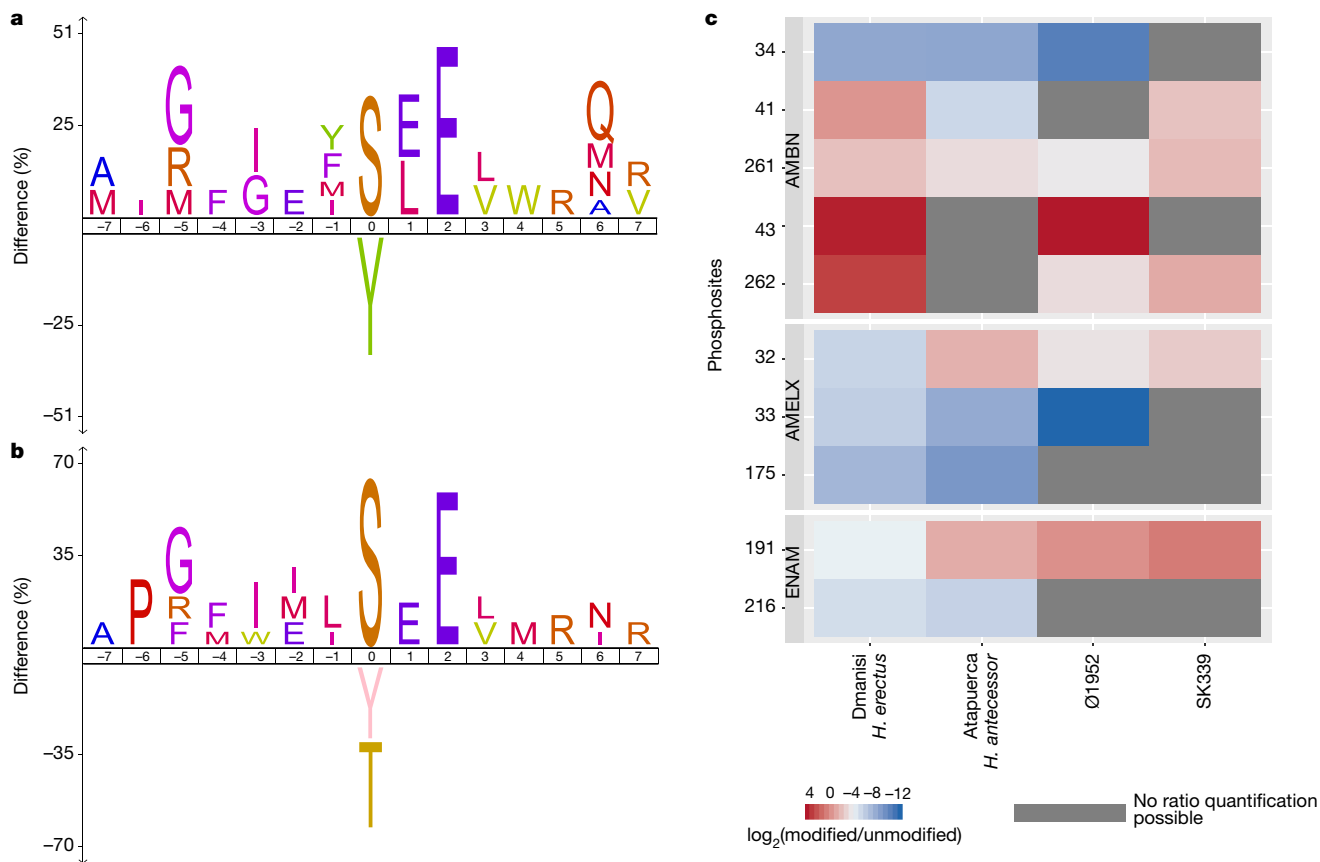 a
51
25
Difference (%)
−25
−51
A M
I
G R M
F
I G
E
Y F M I
S
E L
E
L V
W
R
Q M N A
R V
−7 −6 −5 −4 −3 −2 −1 0 1 2 3 4 5 6 7
Y
b
70
35
Difference (%)
−35
−70
A
P
G R F
F M
I W
I M E
L I
S
E
E
L V
M
R
N I
R
−7 −6 −5 −4 −3 −2 −1 0 1 2 3 4 5 6 7
Y
T
c
Phosphosites
AMBN
34
41
261
43
262
AMELX
32
33
175
ENAM
191
216
Dmanisi
H. erectus
Atapuerca
H. antecessor
Ø1952
SK339
4 0 −4 −8 −12
log2(modified/unmodified)
No ratio quantification
possible